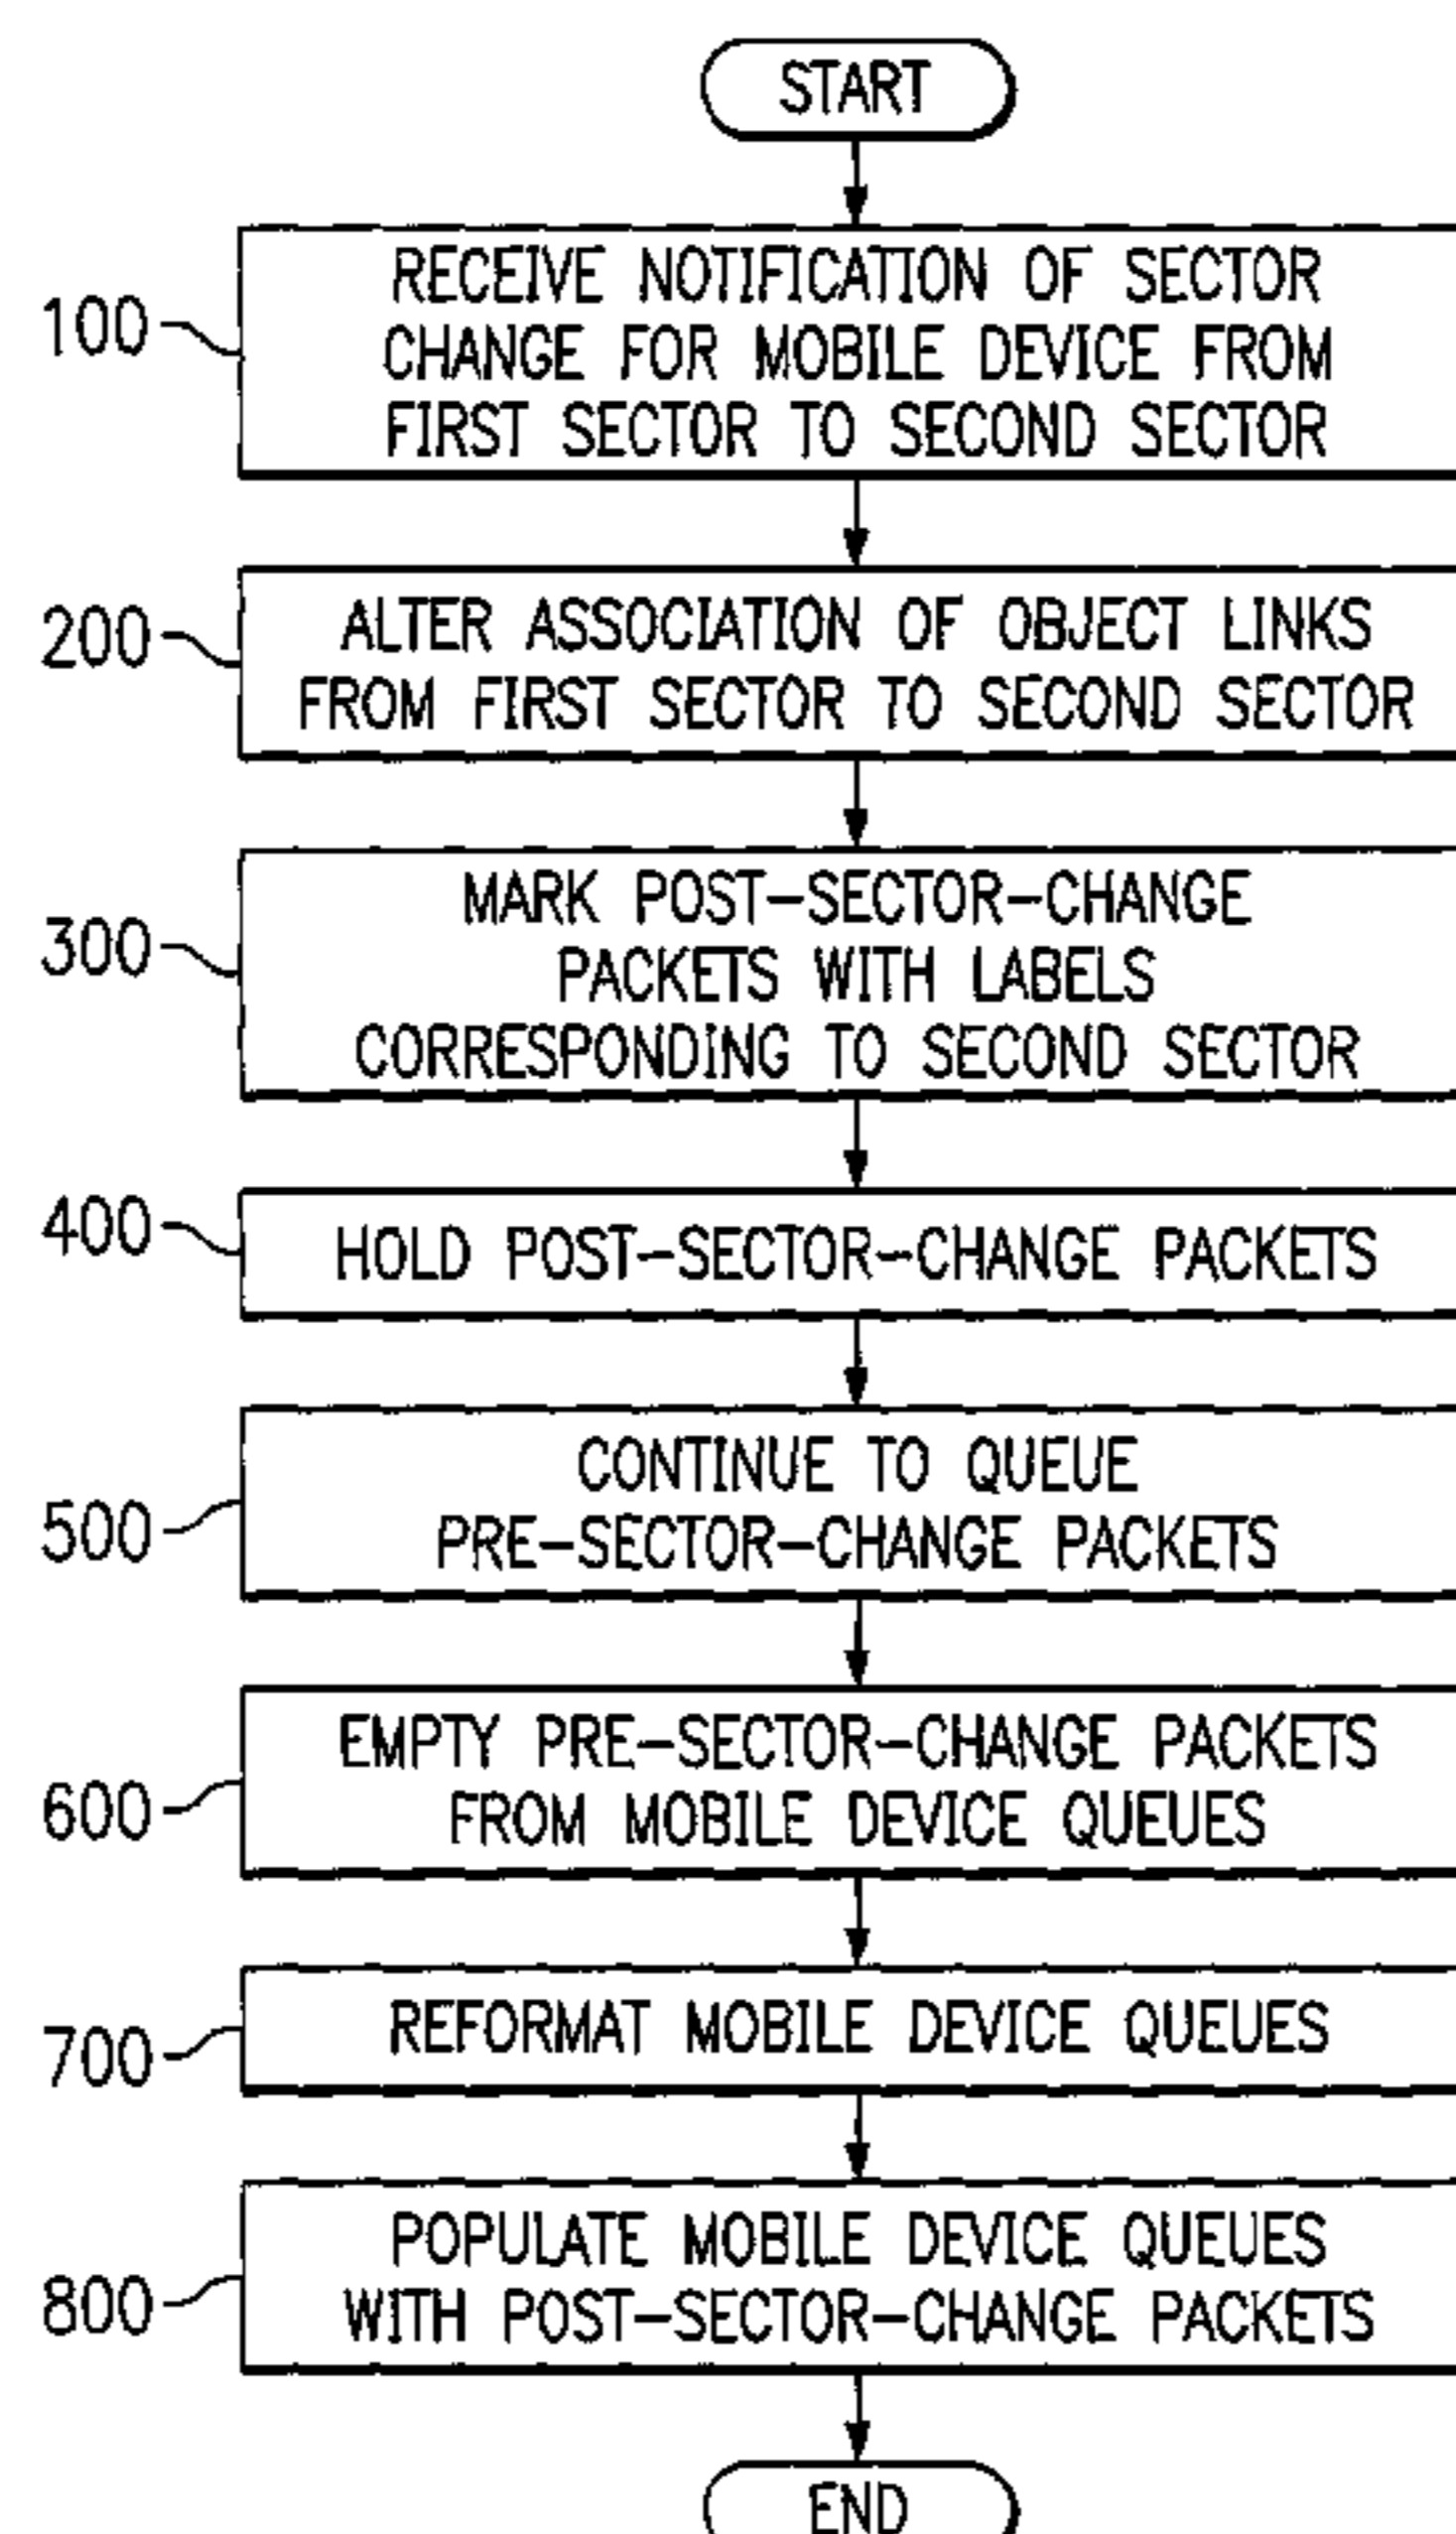 START
100
RECEIVE NOTIFICATION OF SECTOR
CHANGE FOR MOBILE DEVICE FROM
FIRST SECTOR TO SECOND SECTOR
200
ALTER ASSOCIATION OF OBJECT LINKS
FROM FIRST SECTOR TO SECOND SECTOR
300
MARK POST-SECTOR-CHANGE
PACKETS WITH LABELS
CORRESPONDING TO SECOND SECTOR
400
HOLD POST-SECTOR-CHANGE PACKETS
500
CONTINUE TO QUEUE
PRE-SECTOR-CHANGE PACKETS
600
EMPTY PRE-SECTOR-CHANGE PACKETS
FROM MOBILE DEVICE QUEUES
700
REFORMAT MOBILE DEVICE QUEUES
800
POPULATE MOBILE DEVICE QUEUES
WITH POST-SECTOR-CHANGE PACKETS
END